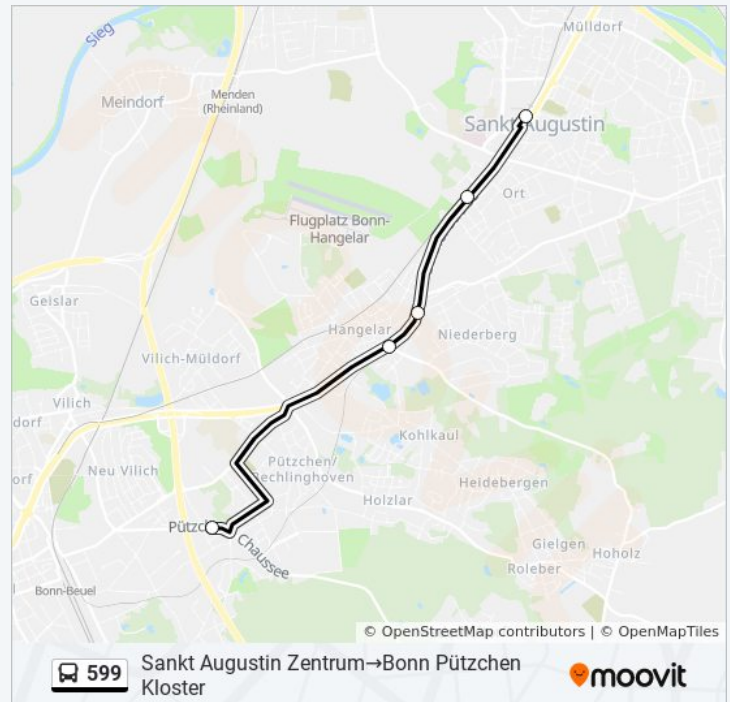 Mülldorf
Sieg
Meindorf
Menden
(Rheinland)
Sankt Augustin
Ort
Flugplatz Bonn-
Hangelar
Geislar
Hangelar
Niederberg
Vilich-Müldorf
Vilich
dorf
Kohlkaul
Neu Vilich
Pützchen/
Bechlinghoven
Heidebergen
orf
Holzlar
Pützc
Chaussee
Gielgen
Hoholz
Roleber
Bonn-Beuel
© OpenStreetMap contributors | © OpenMapTiles
599 Sankt Augustin Zentrum→Bonn Pützchen
Kloster
moovit